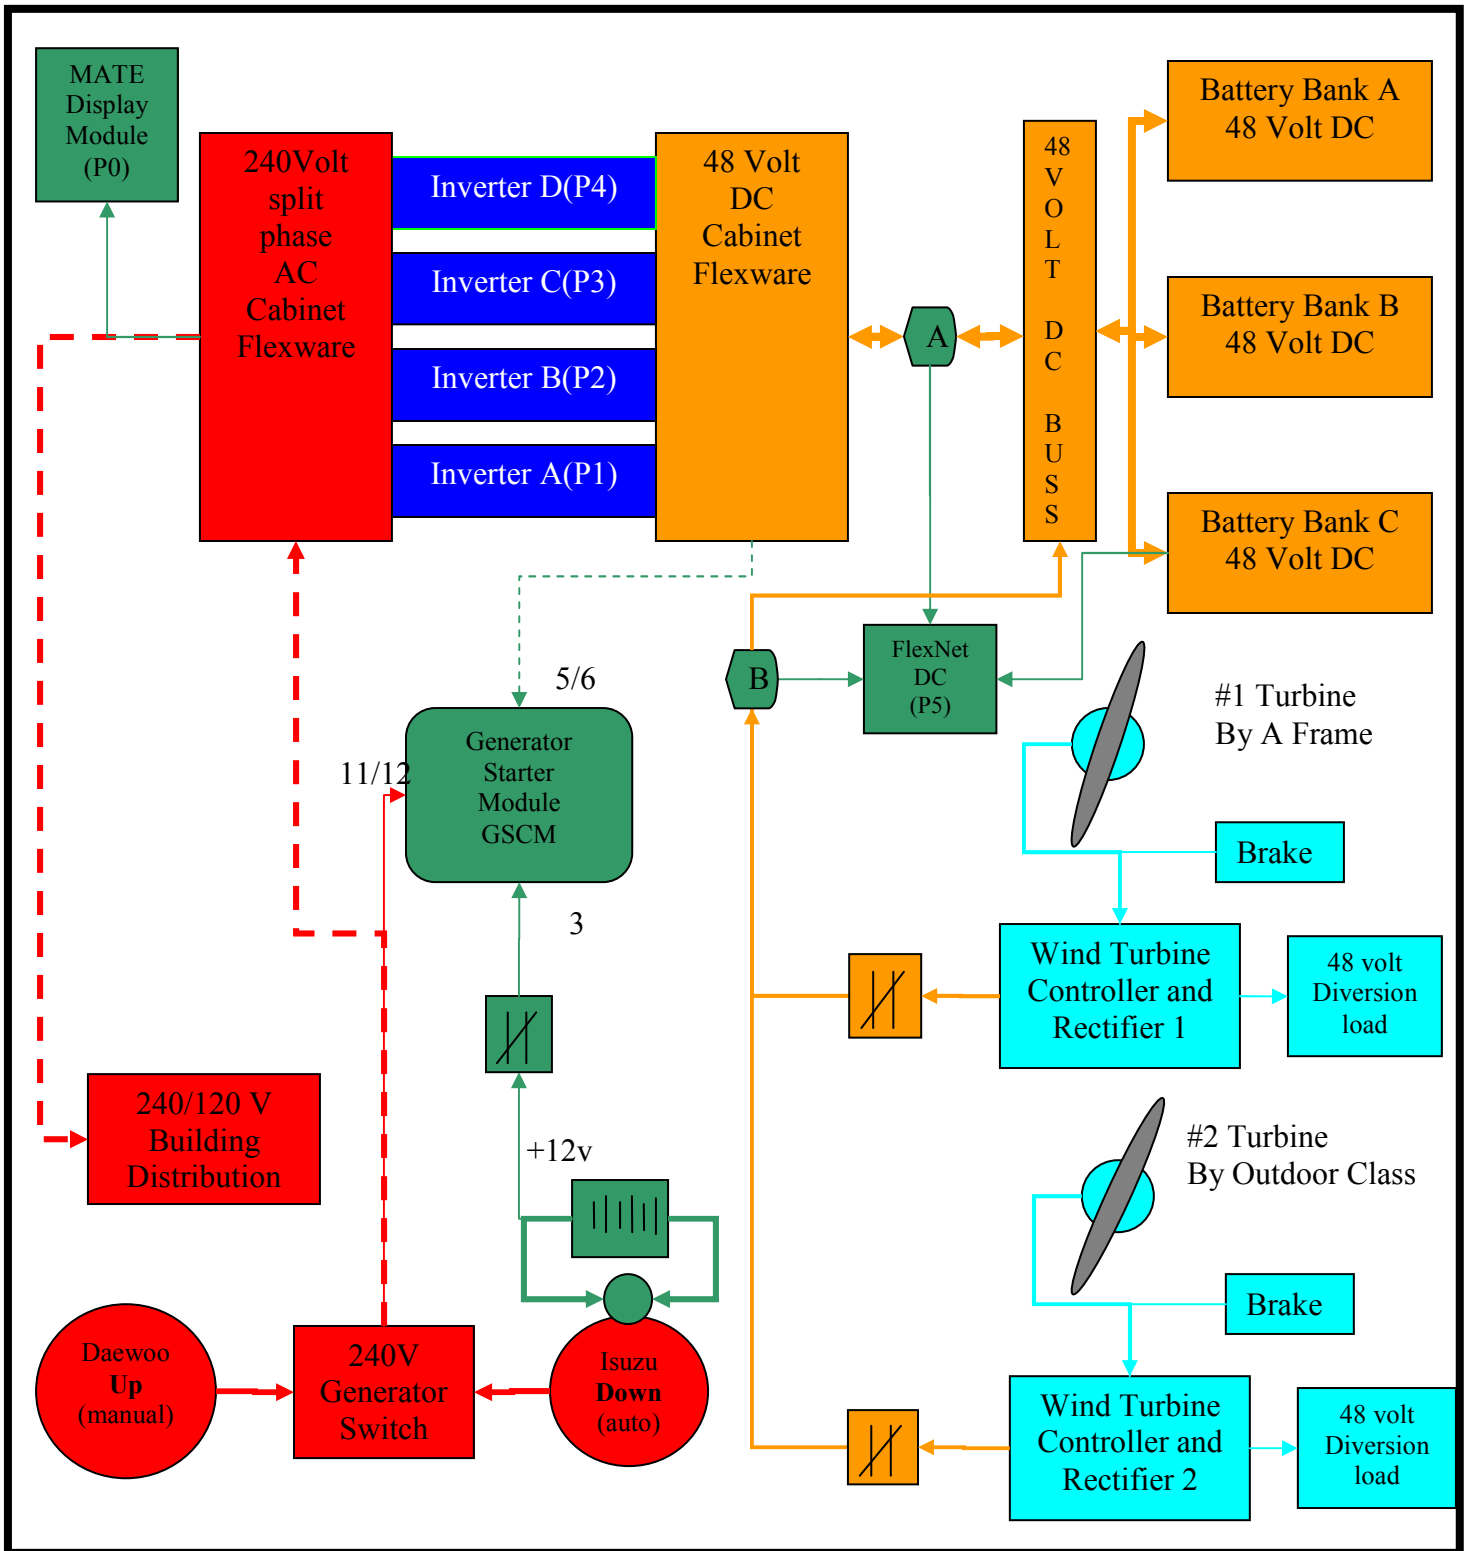 MATE
Display
Module
(P0)
240Volt
split
phase
AC
Cabinet
Flexware
Inverter D(P4)
Inverter C(P3)
Inverter B(P2)
Inverter A(P1)
48 Volt
DC
Cabinet
Flexware
A
48
V
O
L
T
DC
B
U
S
S
Battery Bank A
48 Volt DC
Battery Bank B
48 Volt DC
Battery Bank C
48 Volt DC
5/6
11/12
Generator
Starter
Module
GSCM
3
B
FlexNet
DC
(P5)
#1 Turbine
By A Frame
Brake
Wind Turbine
Controller and
Rectifier 1
48 volt
Diversion
load
240/120 V
Building
Distribution
+12v
#2 Turbine
By Outdoor Class
Brake
Daewoo
Up
(manual)
240V
Generator
Switch
Isuzu
Down
(auto)
Wind Turbine
Controller and
Rectifier 2
48 volt
Diversion
load